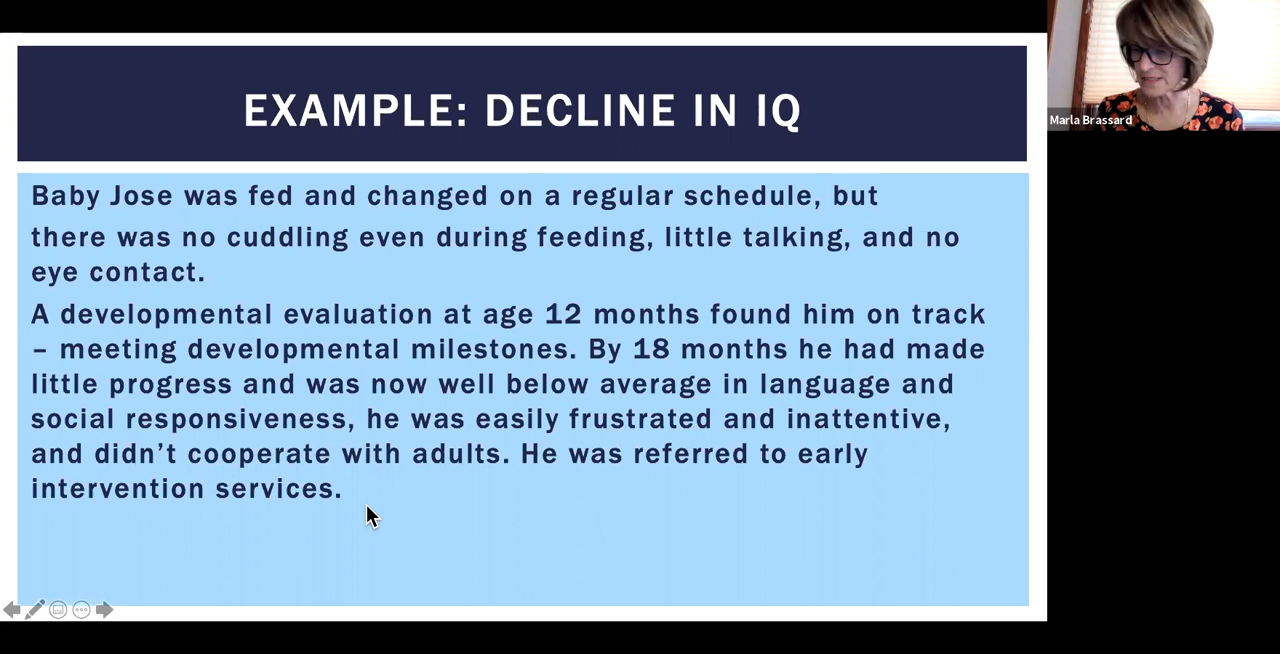 EXAMPLE: DECLINE IN IQ
Marla Brassard
Baby Jose was fed and changed on a regular schedule, but
there was no cuddling even during feeding, little talking, and no
eye contact.
A developmental evaluation at age 12 months found him on track
– meeting developmental milestones. By 18 months he had made
little progress and was now well below average in language and
social responsiveness, he was easily frustrated and inattentive,
and didn’t cooperate with adults. He was referred to early
intervention services.